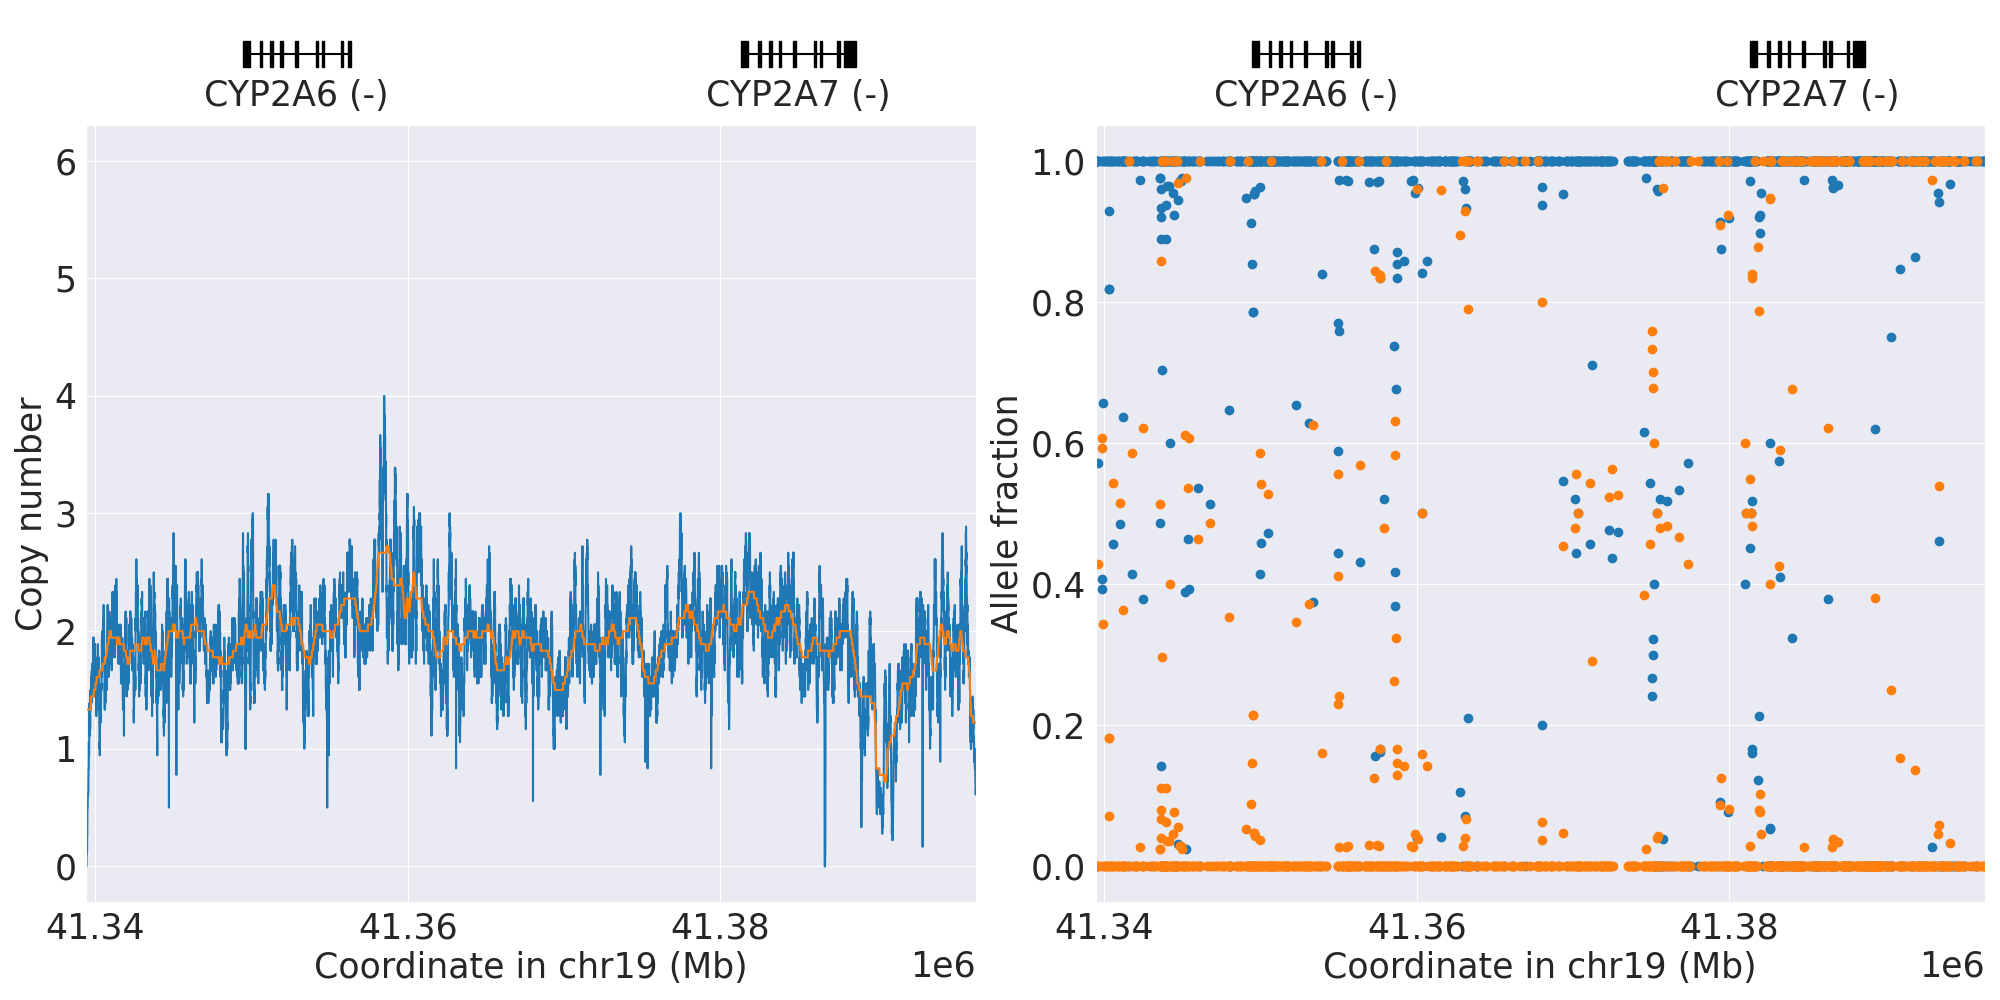 CYP2A6 (-)
CYP2A7 (-)
6
5
4
3
2
1
0
Copy number
41.34
41.36
41.38
Coordinate in chr19 (Mb)
1e6
CYP2A6 (-)
CYP2A7 (-)
1.0
0.8
0.6
0.4
0.2
0.0
Allele fraction
41.34
41.36
41.38
Coordinate in chr19 (Mb)
1e6